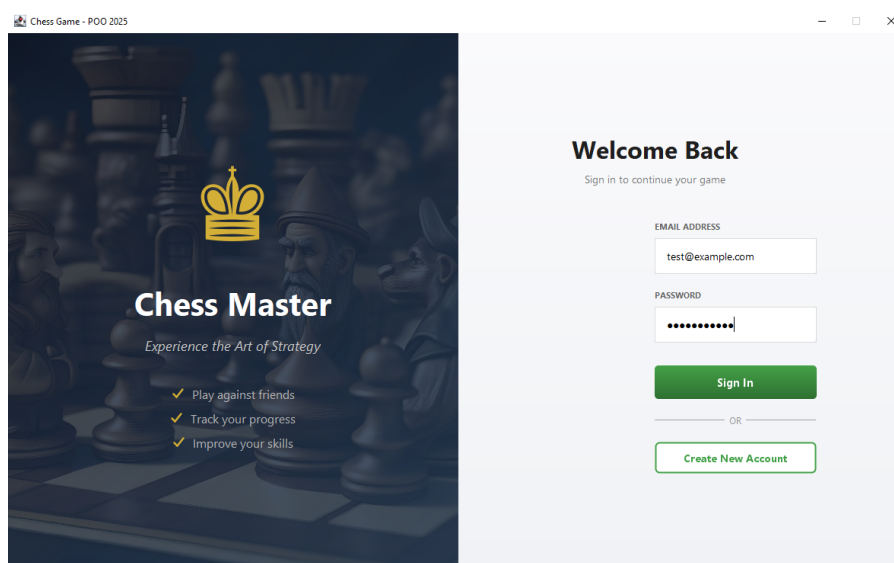 Chess Game - POO 2025
Chess Master
Experience the Art of Strategy
Play against friends
Track your progress
Improve your skills
Welcome Back
Sign in to continue your game
EMAIL ADDRESS
test@example.com
PASSWORD
•••••••••••
Sign In
OR
Create New Account